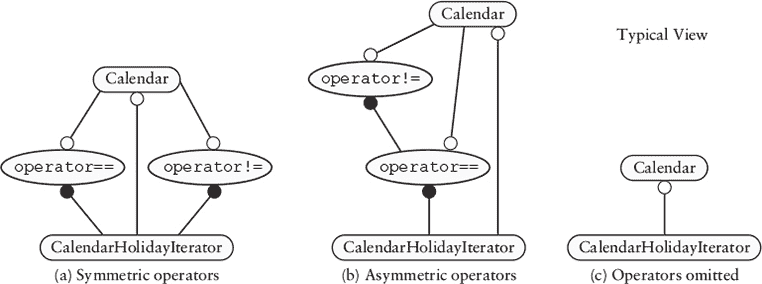 Calendar
operator==
operator!=
CalendarHolidayIterator
(a) Symmetric operators
Calendar
operator!=
operator==
CalendarHolidayIterator
(b) Asymmetric operators
Typical View
Calendar
CalendarHolidayIterator
(c) Operators omitted